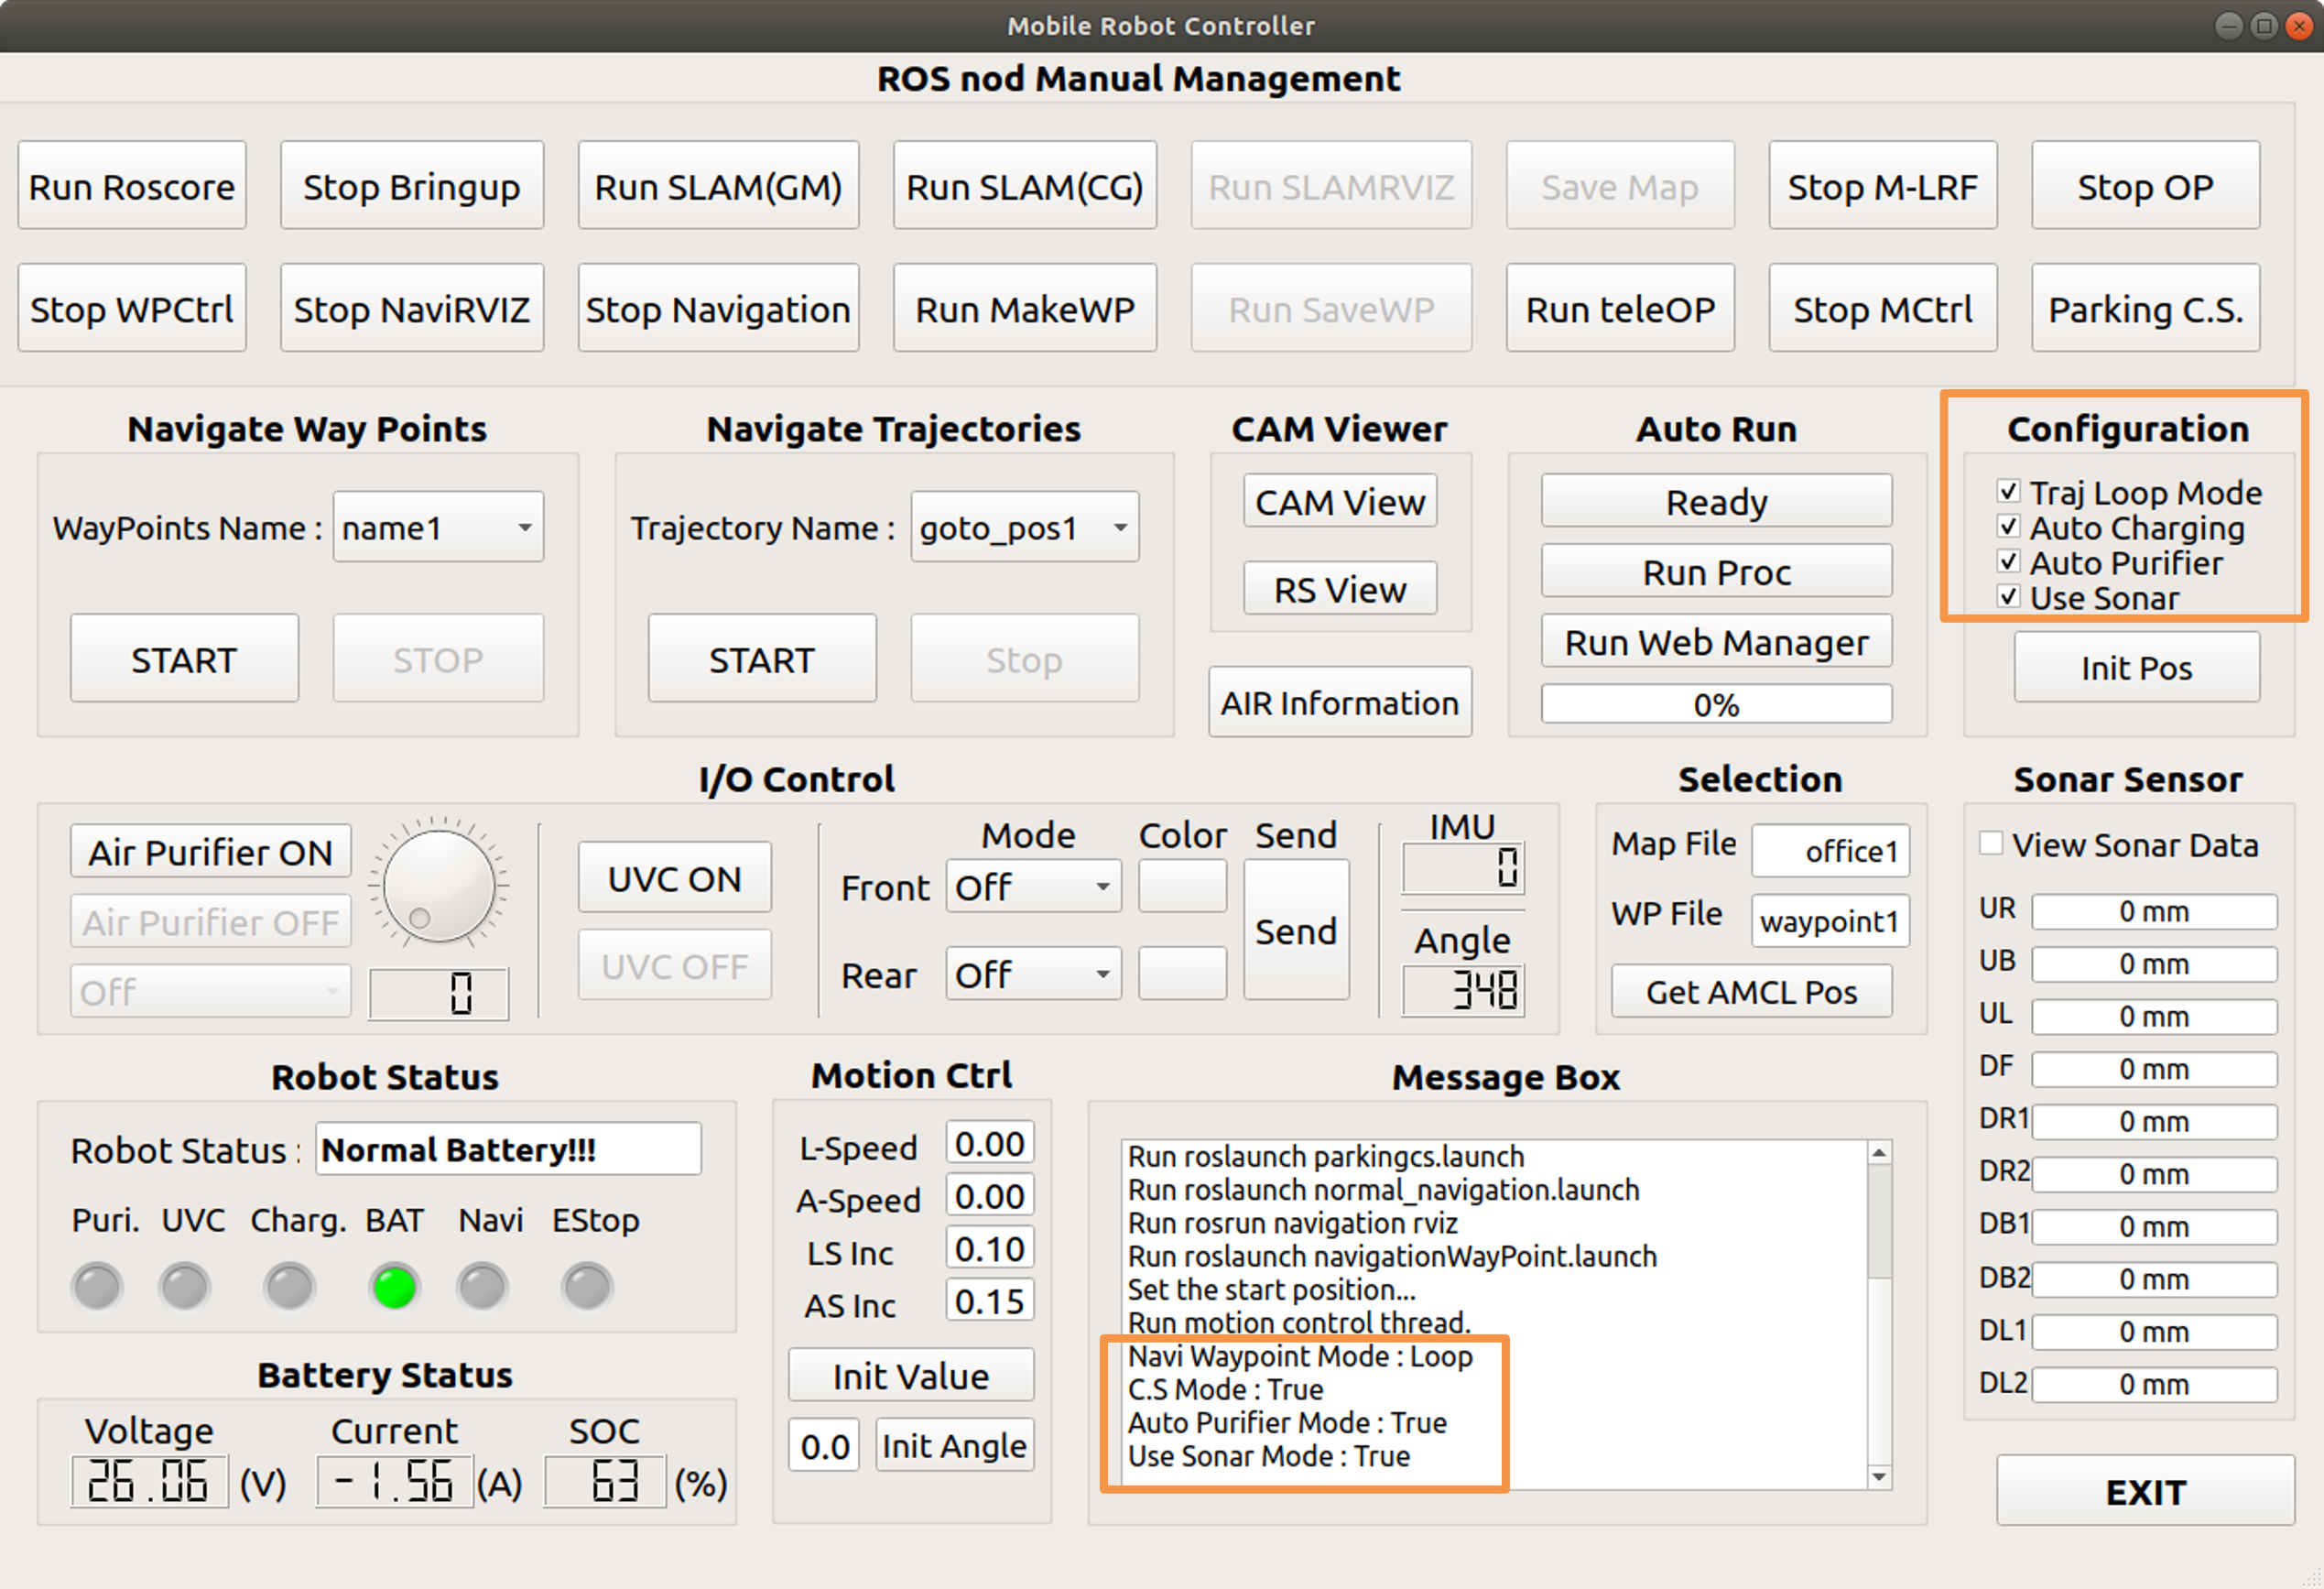 Mobile Robot Controller
ROS nod Manual Management
Run Roscore Stop Bringup Run SLAM(GM) Run SLAM(CG) Run SLAMRVIZ Save Map Stop M-LRF Stop OP
Stop WPCtrl Stop NaviRVIZ Stop Navigation Run MakeWP Run SaveWP Run teleOP Stop MCtrl Parking C.S.
Navigate Way Points
WayPoints Name : name1
START STOP
Navigate Trajectories
Trajectory Name : goto_pos1
START Stop
CAM Viewer
CAM View
RS View
AIR Information
Auto Run
Ready
Run Proc
Run Web Manager
0%
Configuration
Traj Loop Mode
Auto Charging
Auto Purifier
Use Sonar
Init Pos
I/O Control
Air Purifier ON
Air Purifier OFF
Off 0
UVC ON
UVC OFF
Mode Color Send
Front Off
Send
Rear Off
IMU
0
Angle
348
Selection
Map File office1
WP File waypoint1
Get AMCL Pos
Sonar Sensor
View Sonar Data
UR 0 mm
UB 0 mm
UL 0 mm
DF 0 mm
DR1 0 mm
DR2 0 mm
DB1 0 mm
DB2 0 mm
DL1 0 mm
DL2 0 mm
Robot Status
Robot Status : Normal Battery!!!
Puri. UVC Charg. BAT Navi EStop
Battery Status
Voltage Current SOC
26.06 (V) -1.56 (A) 63 (%)
Motion Ctrl
L-Speed 0.00
A-Speed 0.00
LS Inc 0.10
AS Inc 0.15
Init Value
0.0 Init Angle
Message Box
Run roslaunch parkingcs.launch
Run roslaunch normal_navigation.launch
Run rosrun navigation rviz
Run roslaunch navigationWayPoint.launch
Set the start position...
Run motion control thread.
Navi Waypoint Mode : Loop
C.S Mode : True
Auto Purifier Mode : True
Use Sonar Mode : True
EXIT